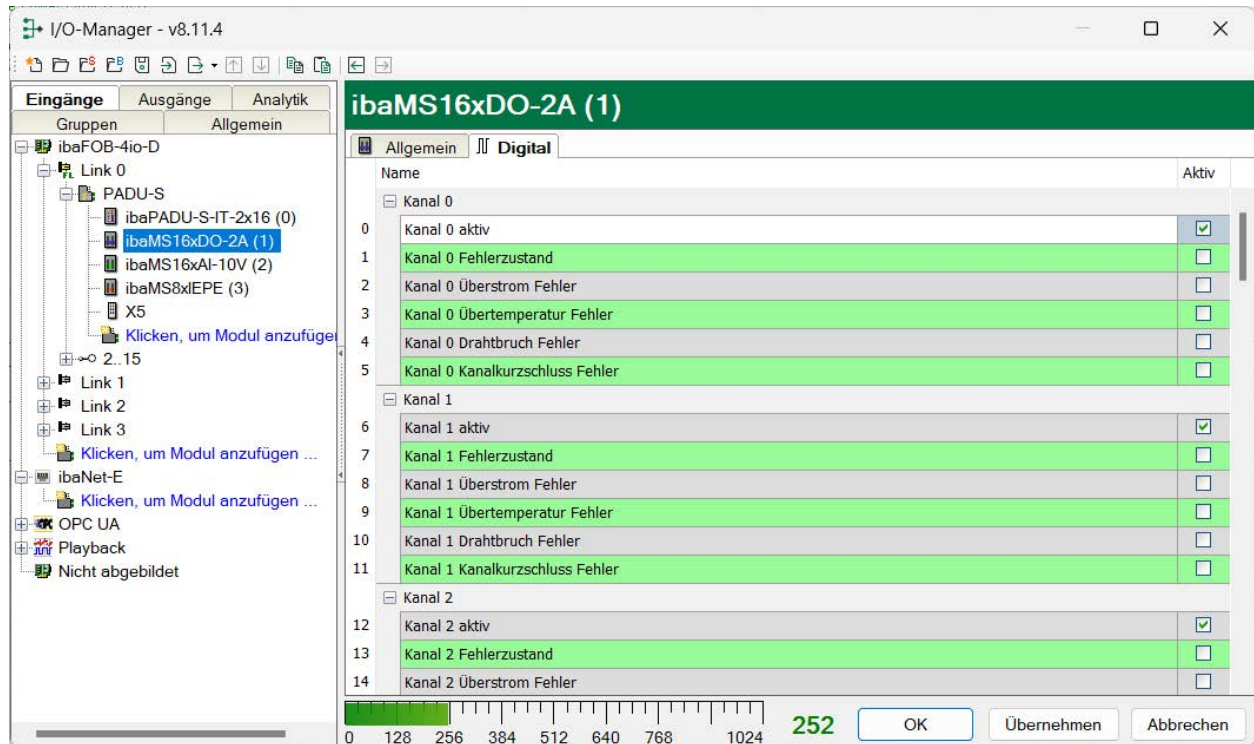 I/O-Manager - v8.11.4
Eingänge Ausgänge Analytik
Gruppen Allgemein
ibaFOB-4io-D
Link 0
PADU-S
ibaPADU-S-IT-2x16 (0)
ibaMS16xDO-2A (1)
ibaMS16xAI-10V (2)
ibaMS8xIEPE (3)
X5
Klicken, um Modul anzufügen
2..15
Link 1
Link 2
Link 3
Klicken, um Modul anzufügen ...
ibaNet-E
Klicken, um Modul anzufügen ...
OPC UA
Playback
Nicht abgebildet
ibaMS16xDO-2A (1)
Allgemein Digital
Name Aktiv
Kanal 0
0 Kanal 0 aktiv
1 Kanal 0 Fehlerzustand
2 Kanal 0 Überstrom Fehler
3 Kanal 0 Übertemperatur Fehler
4 Kanal 0 Drahtbruch Fehler
5 Kanal 0 Kanalkurzschluss Fehler
Kanal 1
6 Kanal 1 aktiv
7 Kanal 1 Fehlerzustand
8 Kanal 1 Überstrom Fehler
9 Kanal 1 Übertemperatur Fehler
10 Kanal 1 Drahtbruch Fehler
11 Kanal 1 Kanalkurzschluss Fehler
Kanal 2
12 Kanal 2 aktiv
13 Kanal 2 Fehlerzustand
14 Kanal 2 Überstrom Fehler
0 128 256 384 512 640 768 1024
252
OK Übernehmen Abbrechen